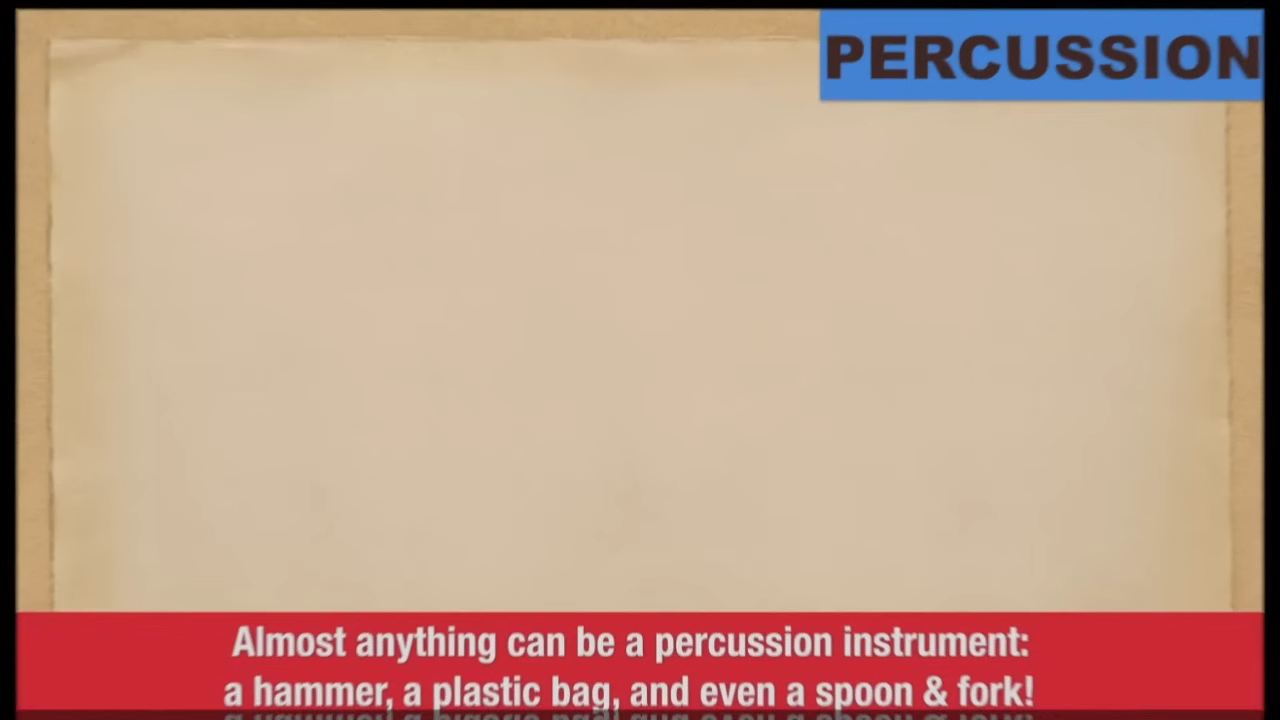 PERCUSSION
Almost anything can be a percussion instrument:
a hammer, a plastic bag, and even a spoon & fork!